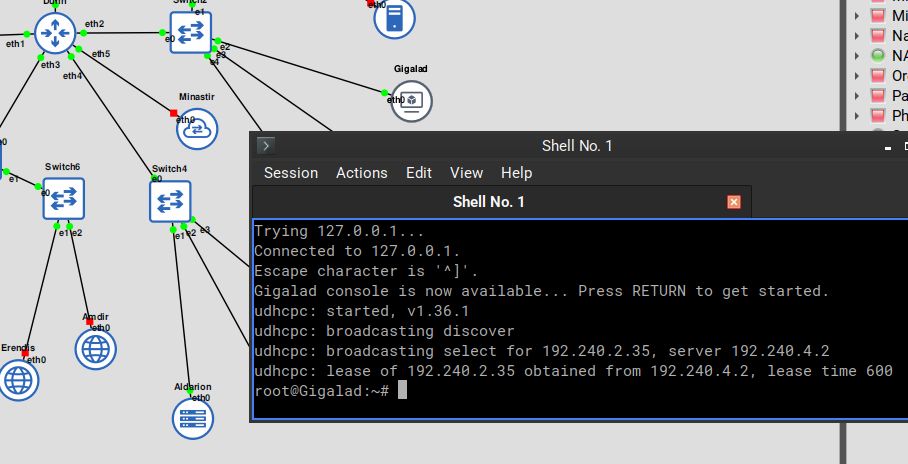 Switch2
e1
eth0
eth2
eth1
e0
e2
e3
e4
eth5
eth3
eth4
Gigalad
eth0
Minastir
eth0
Mi
Na
NA
Or
Pa
Ph
Shell No. 1
Session Actions Edit View Help
Shell No. 1
Trying 127.0.0.1...
Connected to 127.0.0.1.
Escape character is '^]'.
Gigalad console is now available... Press RETURN to get started.
udhcpc: started, v1.36.1
udhcpc: broadcasting discover
udhcpc: broadcasting select for 192.240.2.35, server 192.240.4.2
udhcpc: lease of 192.240.2.35 obtained from 192.240.4.2, lease time 600
root@Gigalad:~#
e0
Switch6
Switch4
e1
e0
e0
e1 e2
e1 e2 e3
Amdir
eth0
Erendis
eth0
Aldarion
eth0